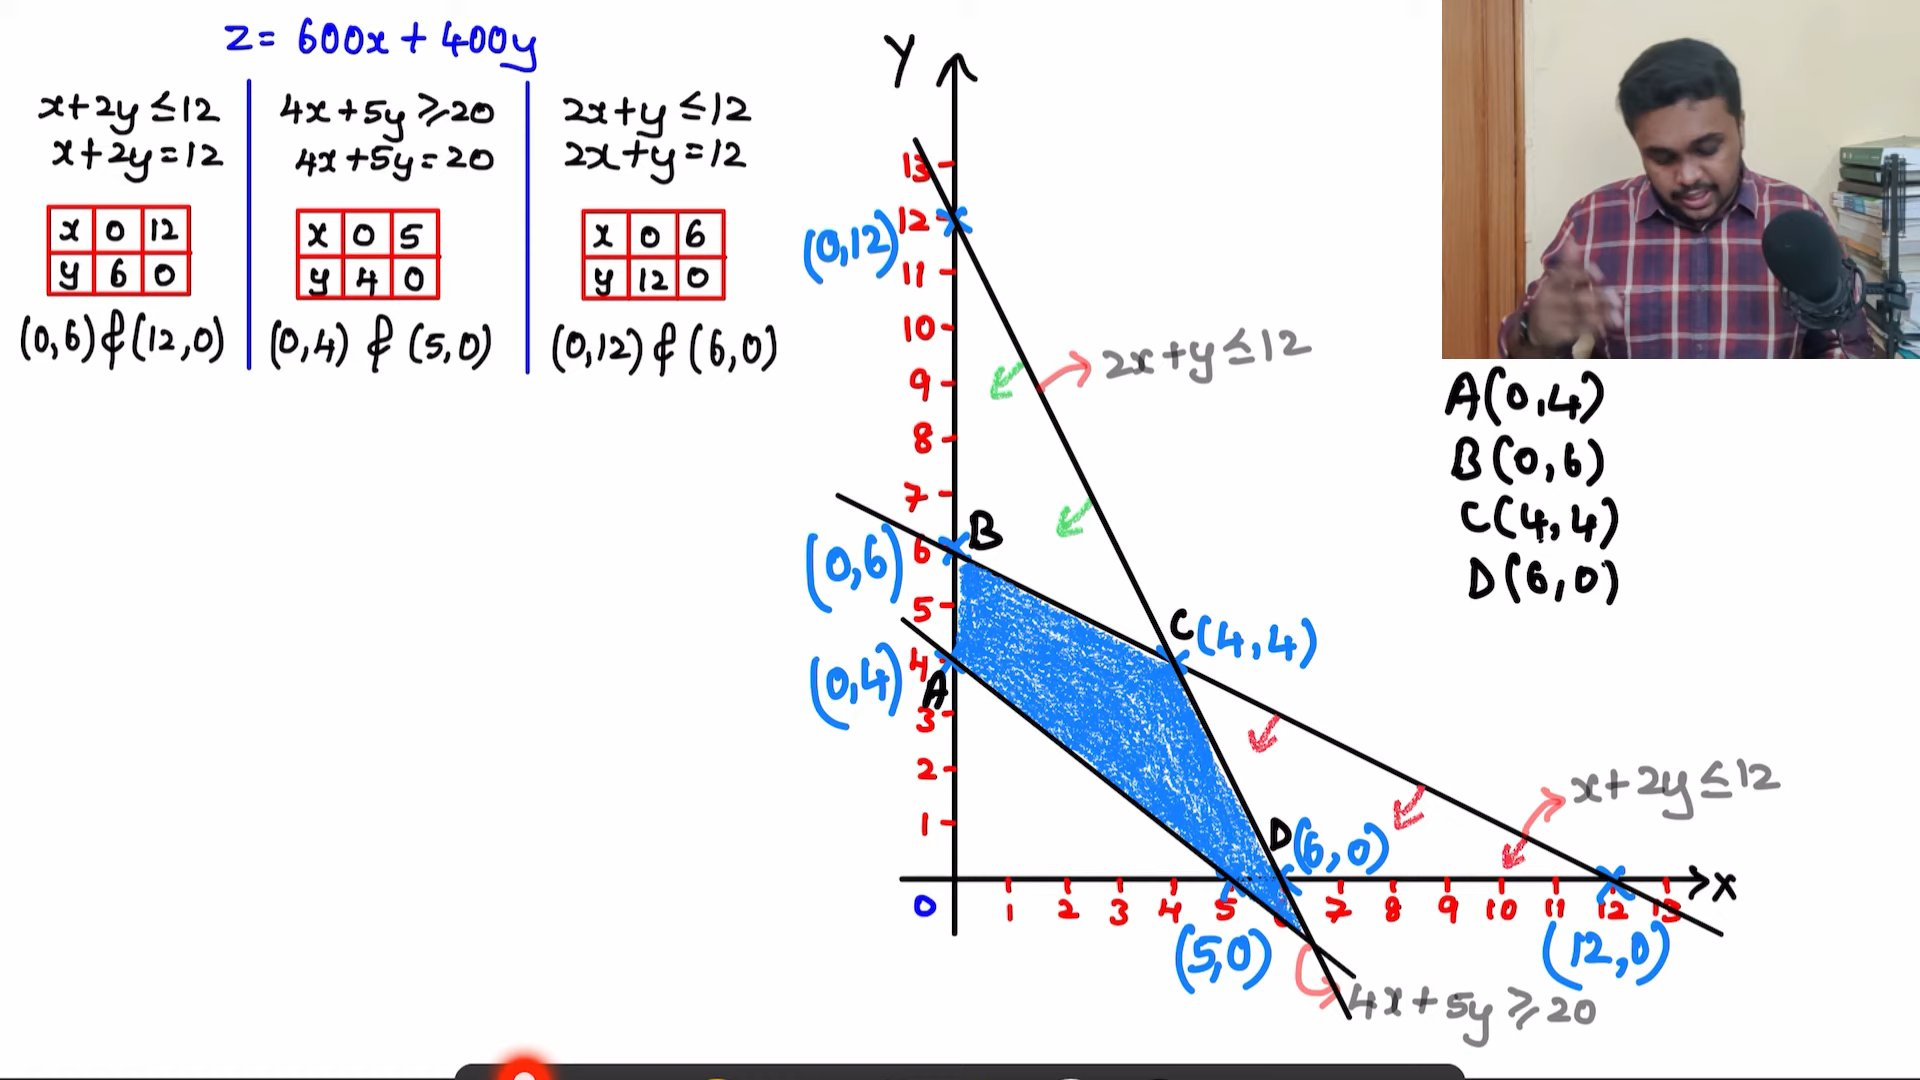 z = 600x + 400y
x + 2y ≤ 12
x + 2y = 12
x 0 12
y 6 0
(0,6) & (12,0)
4x + 5y ≥ 20
4x + 5y = 20
x 0 5
y 4 0
(0,4) & (5,0)
2x + y ≤ 12
2x + y = 12
x 0 6
y 12 0
(0,12) & (6,0)
Y
13
(0,12) 12
11
10
2x + y ≤ 12
9
8
7
B
(0,6) 6
5
C (4,4)
4
(0,4) A
3
2
x + 2y ≤ 12
1
D (6,0)
X
0 1 2 3 4 5 6 7 8 9 10 11 12 13
(5,0)
(12,0)
4x + 5y ≥ 20
A(0,4)
B(0,6)
C(4,4)
D(6,0)